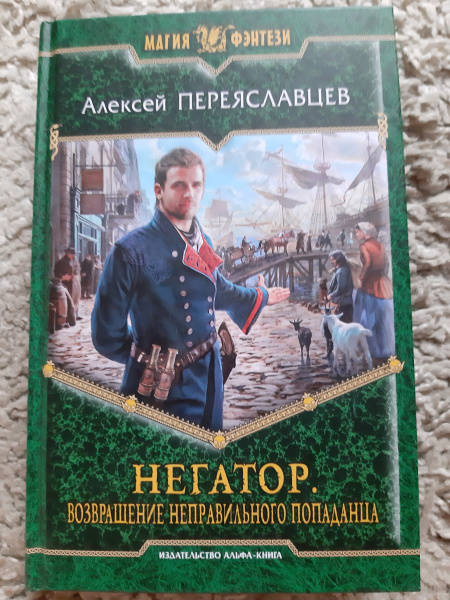 МАГИЯ ФЭНТЕЗИ
Алексей ПЕРЕЯСЛАВЦЕВ
НЕГАТОР.
ВОЗВРАЩЕНИЕ НЕПРАВИЛЬНОГО ПОПАДАНЦА
ИЗДАТЕЛЬСТВО АЛЬФА-КНИГА